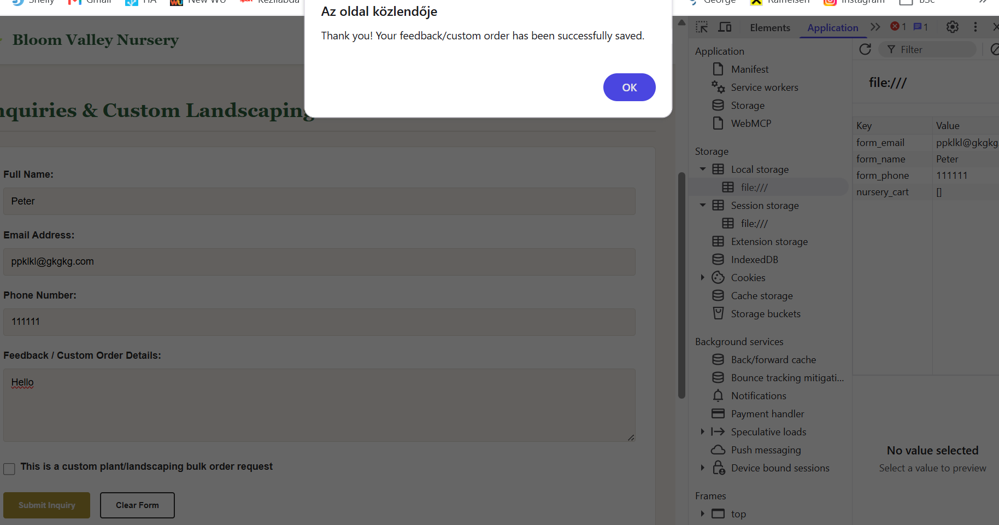 Shelly
Gmail
HA
New WU
Kézilabda
George
Raiffeisen
Instagram
BSc
Az oldal közlendője
Thank you! Your feedback/custom order has been successfully saved.
OK
Bloom Valley Nursery
nquiries & Custom Landscaping
Full Name:
Peter
Email Address:
ppklkl@gkgkg.com
Phone Number:
111111
Feedback / Custom Order Details:
Hello
This is a custom plant/landscaping bulk order request
Submit Inquiry
Clear Form
Elements
Application
1
1
Application
Manifest
Service workers
Storage
WebMCP
Storage
Local storage
file:///
Session storage
file:///
Extension storage
IndexedDB
Cookies
Cache storage
Storage buckets
Background services
Back/forward cache
Bounce tracking mitigati...
Notifications
Payment handler
Speculative loads
Push messaging
Device bound sessions
Frames
top
Filter
file:///
Key Value
form_email ppklkl@gkgkg
form_name Peter
form_phone 111111
nursery_cart []
No value selected
Select a value to preview